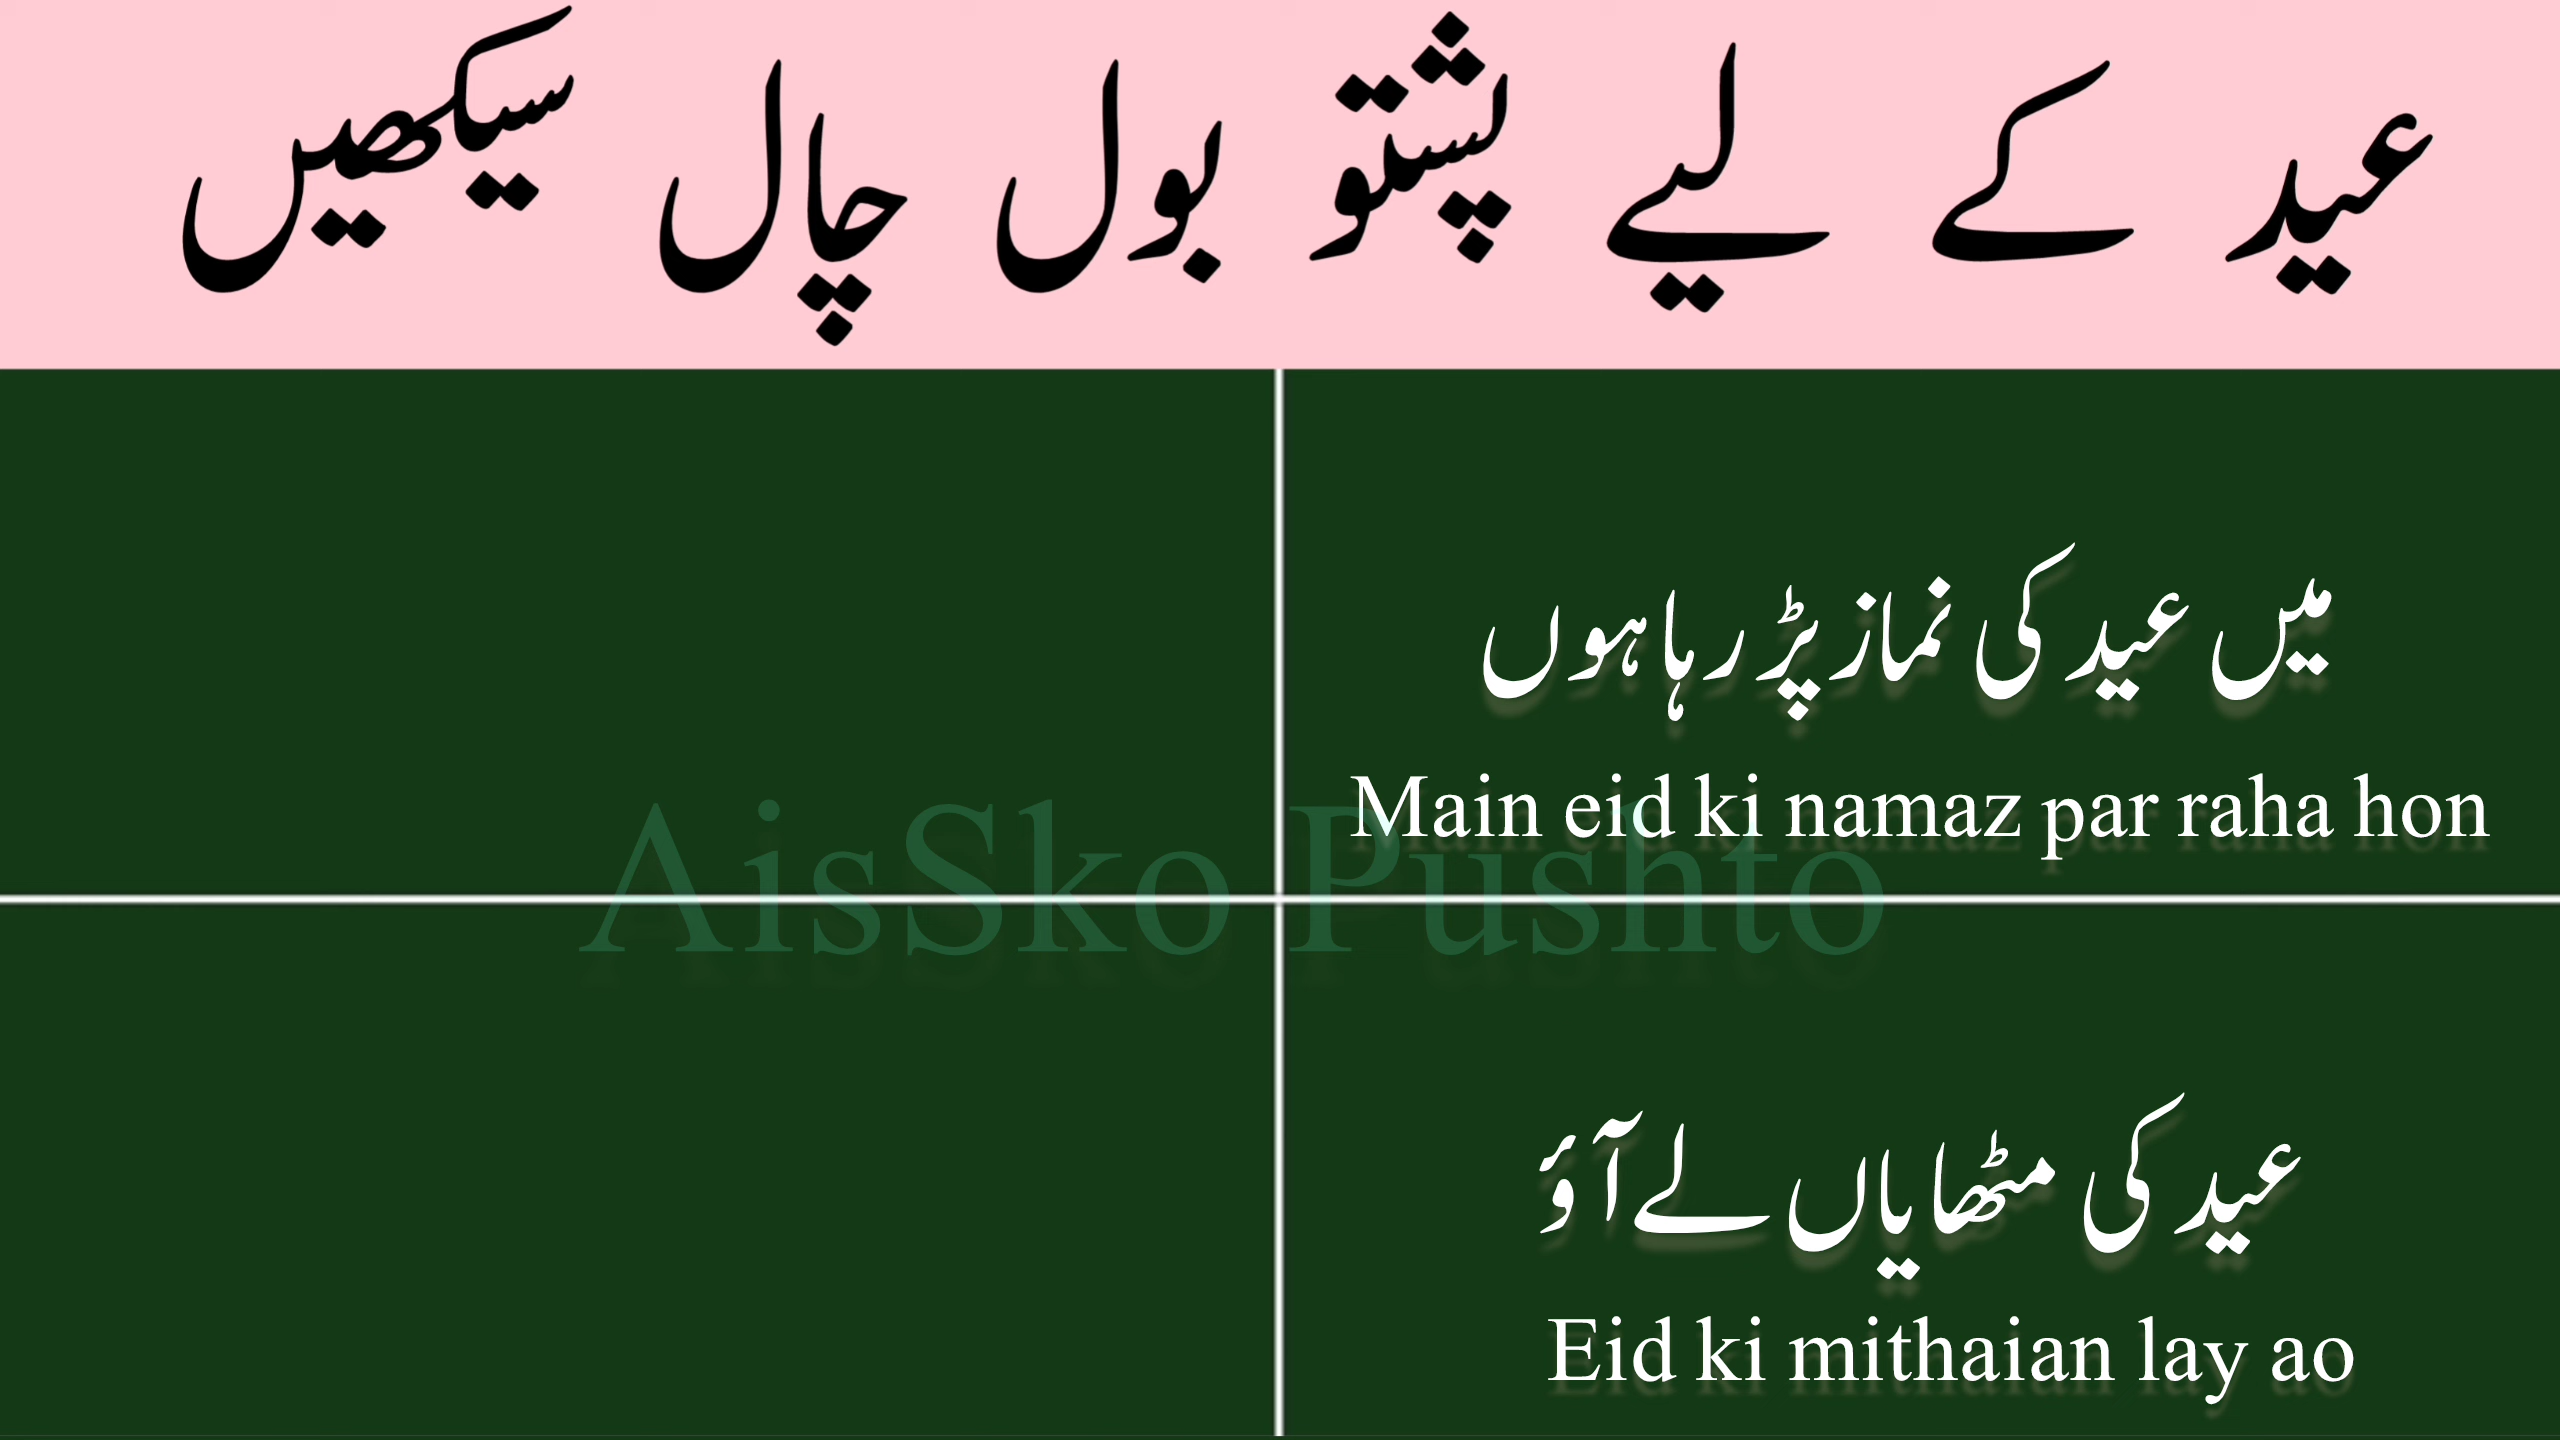 عید کے لیے پشتو بول چال سیکھیں
میں عید کی نماز پڑ رہا ہوں
Main eid ki namaz par raha hon
AisSko Pushto
عید کی مٹھایاں لے آؤ
Eid ki mithaian lay ao